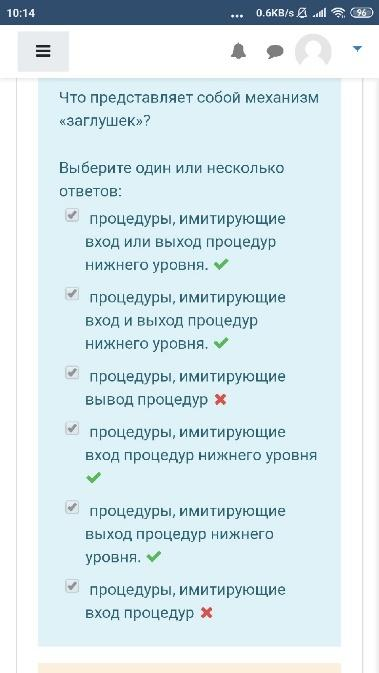 10:14
... 0.6KB/s 96
Что представляет собой механизм
«заглушек»?
Выберите один или несколько
ответов:
процедуры, имитирующие
вход или выход процедур
нижнего уровня.
процедуры, имитирующие
вход и выход процедур
нижнего уровня.
процедуры, имитирующие
вывод процедур
процедуры, имитирующие
вход процедур нижнего уровня
процедуры, имитирующие
выход процедур нижнего
уровня.
процедуры, имитирующие
вход процедур